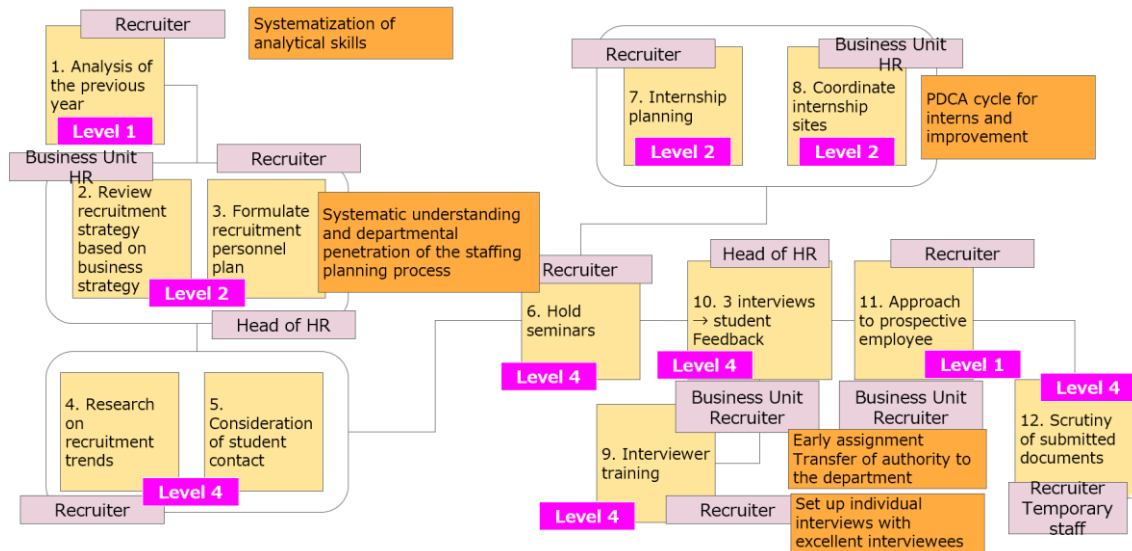 Recruiter
Systematization of
analytical skills
1. Analysis of
the previous
year
Level 1
Business Unit
HR
Recruiter
2. Review
recruitment
strategy
based on
business
strategy
3. Formulate
recruitment
personnel
plan
Level 2
Systematic understanding
and departmental
penetration of the staffing
planning process
Head of HR
4. Research
on
recruitment
trends
5.
Consideration
of student
contact
Level 4
Recruiter
Recruiter
7. Internship
planning
Level 2
Business Unit
HR
8. Coordinate
internship
sites
Level 2
PDCA cycle for
interns and
improvement
Recruiter
6. Hold
seminars
Level 4
Head of HR
10. 3 interviews
→ student
Feedback
Level 4
Business Unit
Recruiter
Recruiter
11. Approach
to prospective
employee
Level 1
Business Unit
Recruiter
Level 4
12. Scrutiny
of submitted
documents
Recruiter
Temporary
staff
9. Interviewer
training
Level 4
Recruiter
Early assignment
Transfer of authority to
the department
Set up individual
interviews with
excellent interviewees